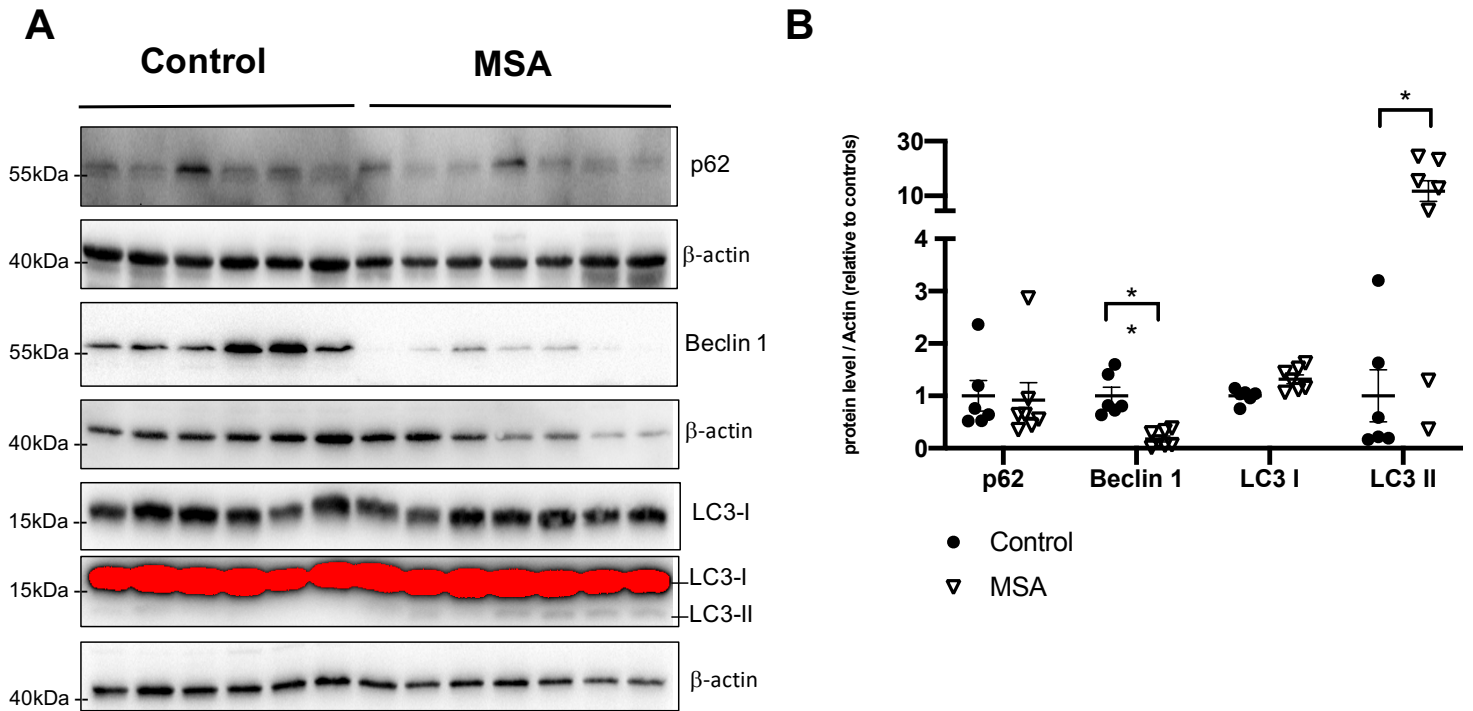 A
Control MSA
55kDa p62
40kDa β-actin
55kDa Beclin 1
40kDa β-actin
15kDa LC3-I
15kDa LC3-I
LC3-II
40kDa β-actin
B
protein level / Actin (relative to controls)
30
10
4
3
2
1
0
*
*
*
p62 Beclin 1 LC3 I LC3 II
Control
MSA